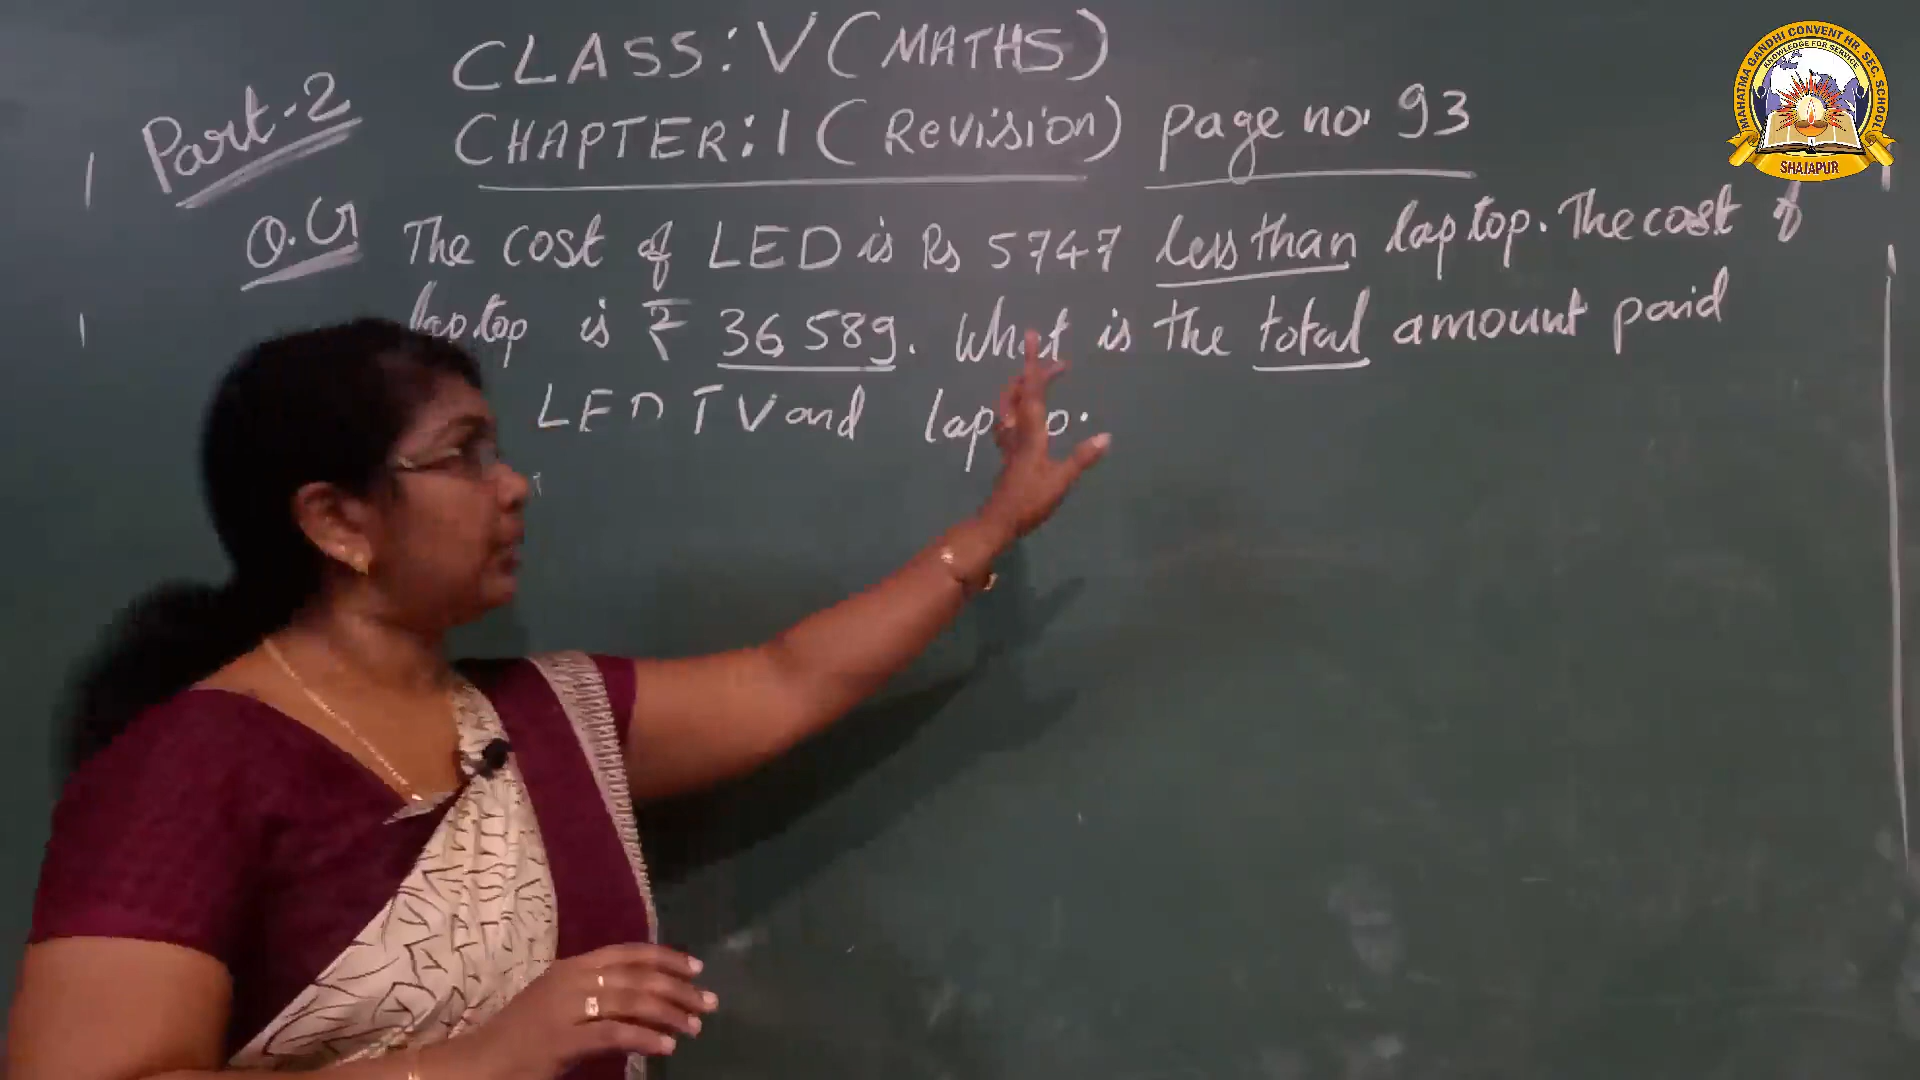 CLASS: V (MATHS)
Part-2
CHAPTER: 1 (Revision) Page no. 93
The cost of LED is Rs 5747 less than laptop. The cost of
laptop is ₹ 36589. What is the total amount paid
LED TV and
MAHATMA GANDHI CONVENT HR. SEC. SCHOOL
KNOWLEDGE FOR SERVICE
SHAJAPUR